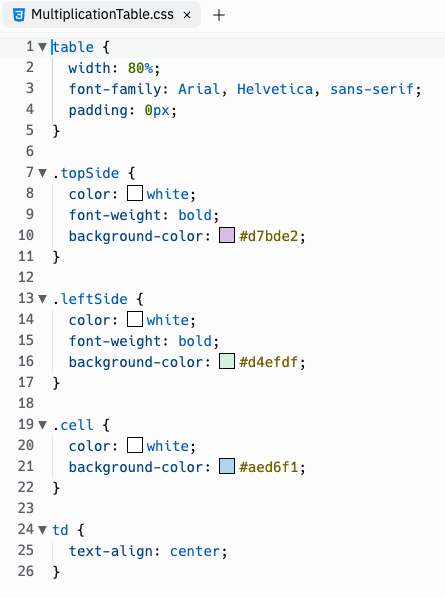 MultiplicationTable.css × +
1 ▼ table {
2 width: 80%;
3 font-family: Arial, Helvetica, sans-serif;
4 padding: 0px;
5 }
6
7 ▼ .topSide {
8 color: white;
9 font-weight: bold;
10 background-color: #d7bde2;
11 }
12
13 ▼ .leftSide {
14 color: white;
15 font-weight: bold;
16 background-color: #d4efdf;
17 }
18
19 ▼ .cell {
20 color: white;
21 background-color: #aed6f1;
22 }
23
24 ▼ td {
25 text-align: center;
26 }